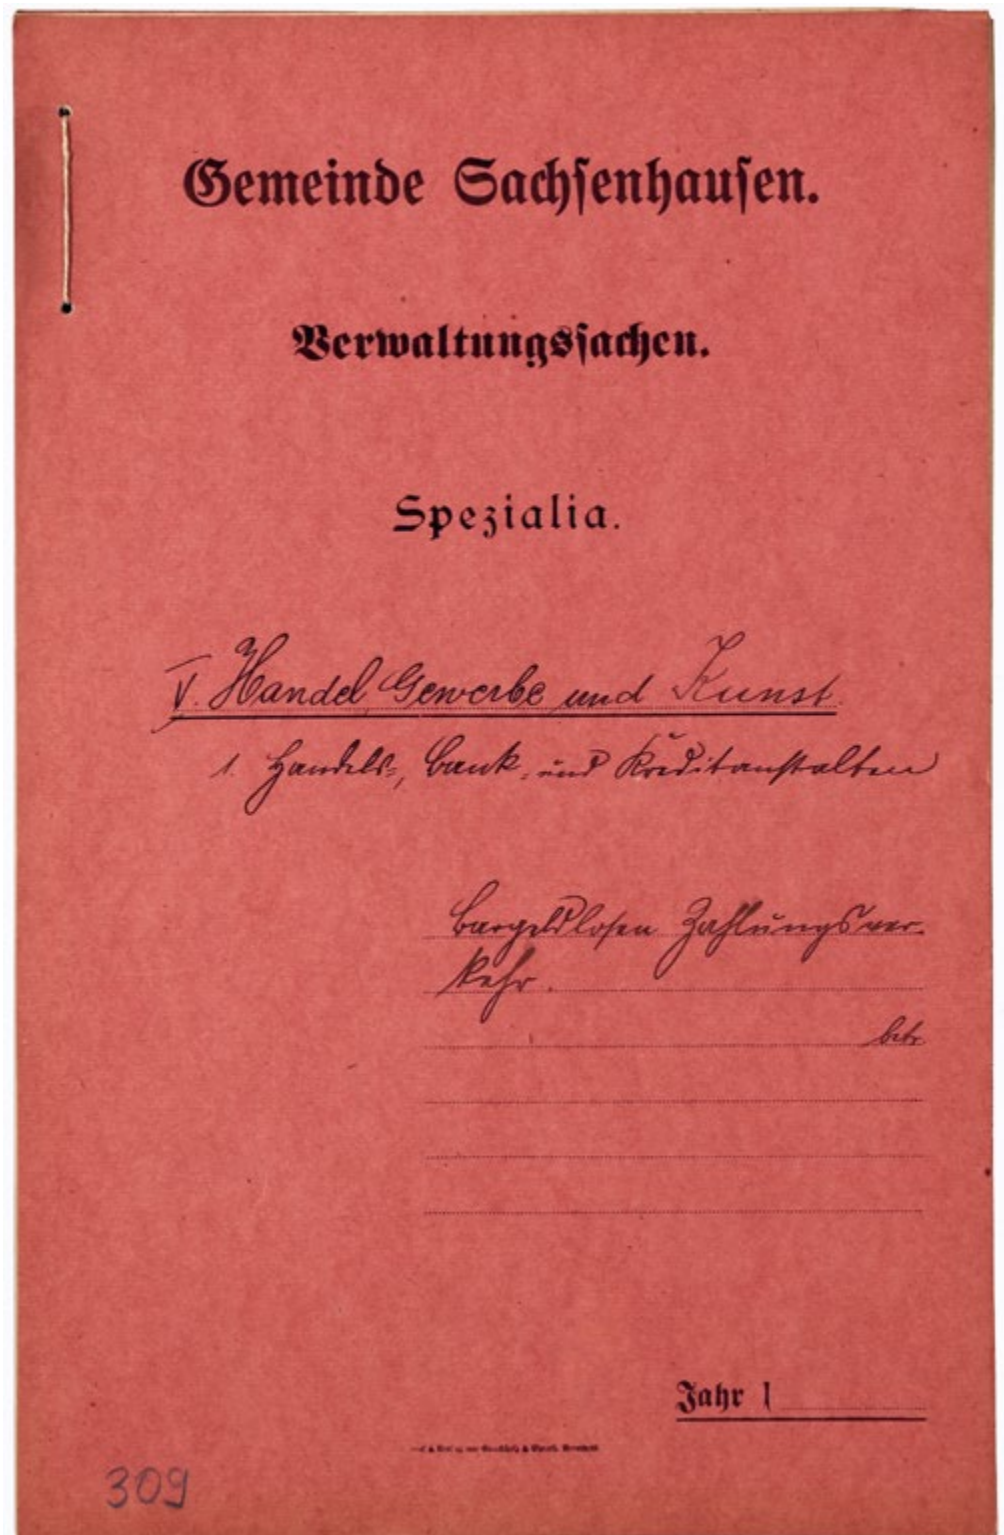 Gemeinde Sachsenhausen.
Verwaltungssachen.
Spezialia.
V. Handel, Gewerbe und Kunst.
1. Handels-, Bank- und Kreditanstalten
Bargeldlosen Zahlungsver-
kehr.
betr.
Jahr 1
309